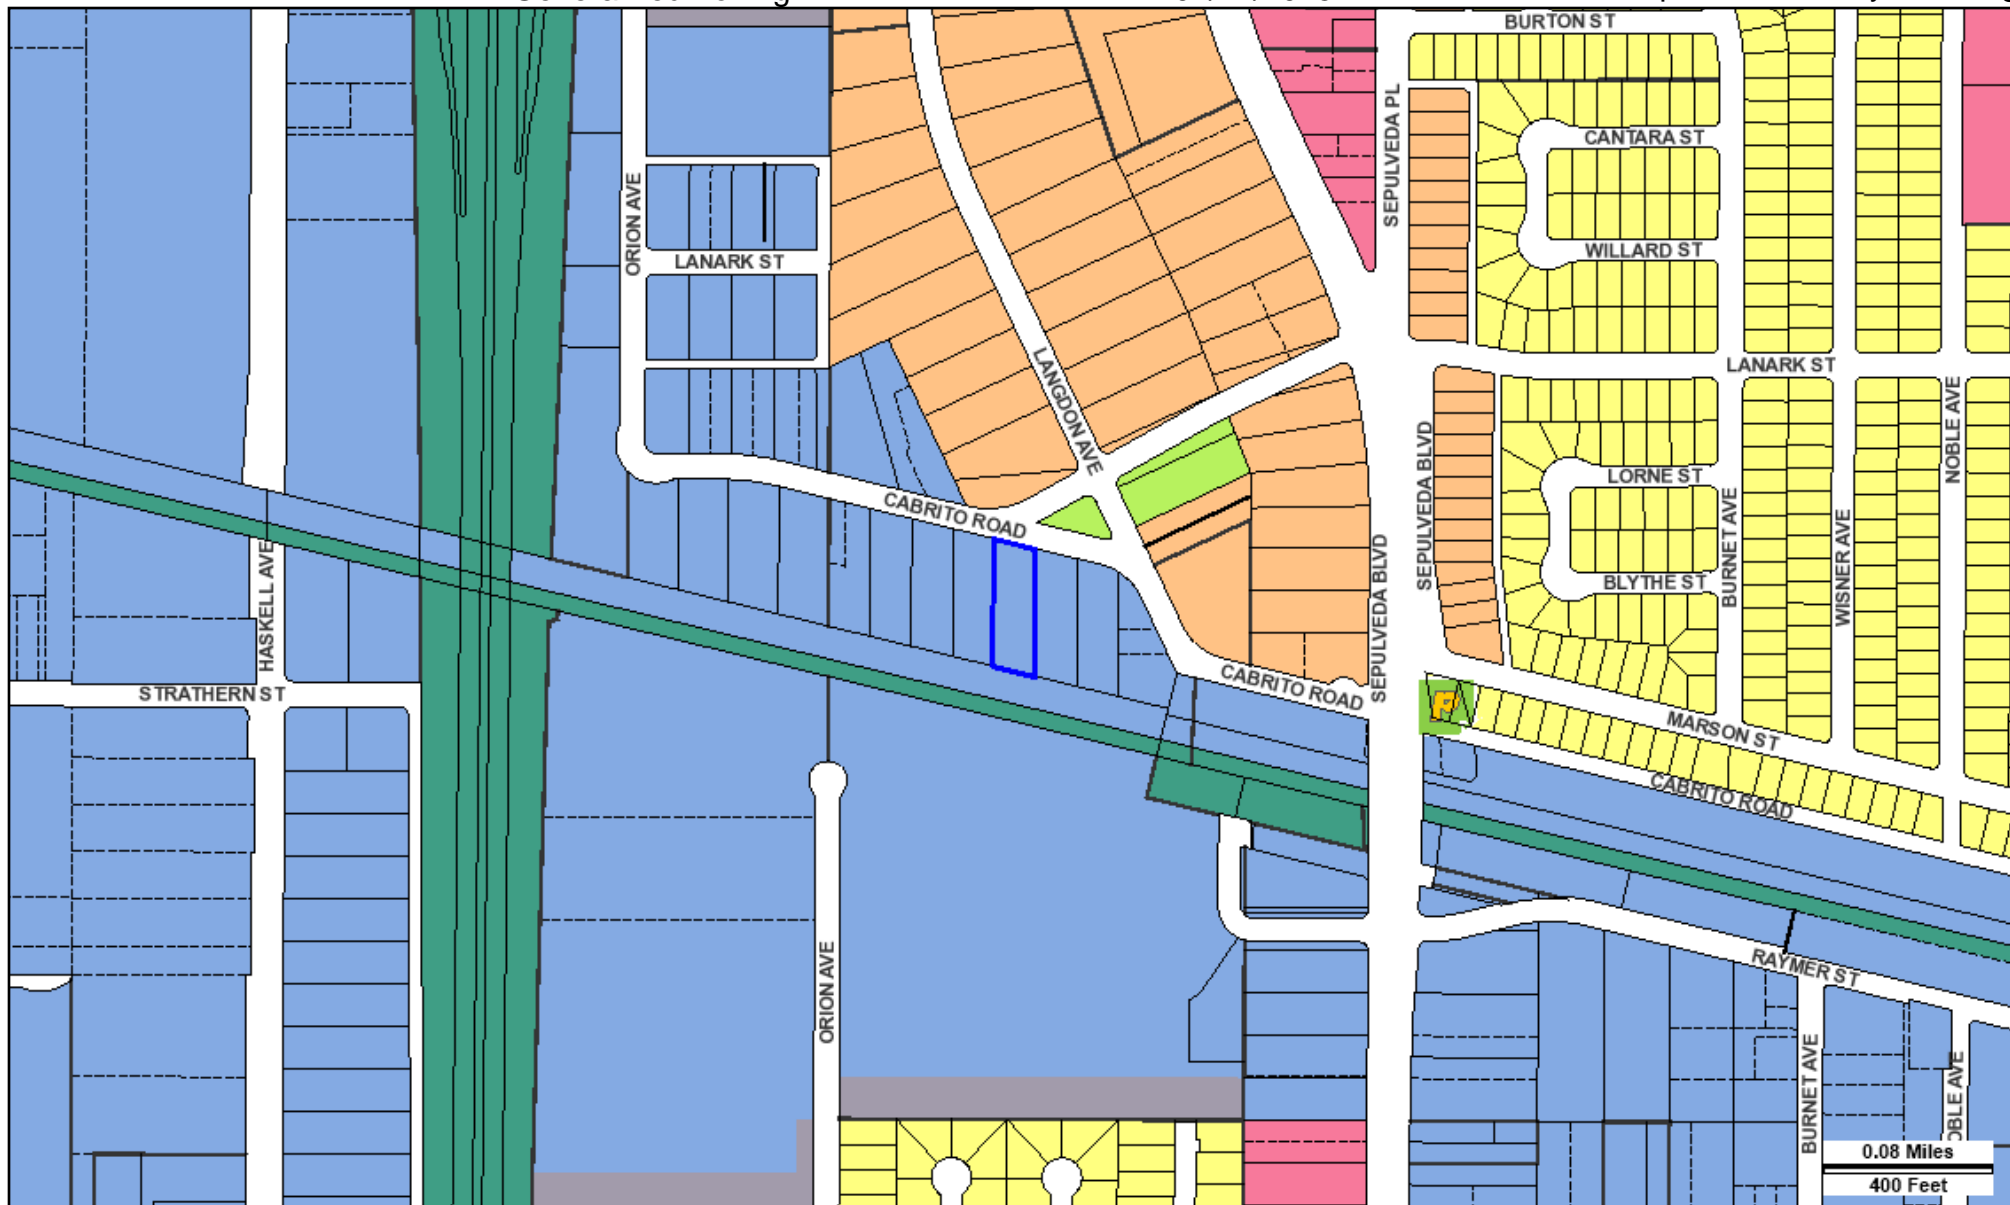 BURTON ST
SEPULVEDA PL
CANTARA ST
ORION AVE
WILLARD ST
LANARK ST
LANGDON AVE
LANARK ST
NOBLE AVE
SEPULVEDA BLVD
LORNE ST
CABRITO ROAD
BURNET AVE
WISNER AVE
HASKELL AVE
SEPULVEDA BLVD
BLYTHE ST
STRATHERN ST
CABRITO ROAD
P
MARSON ST
CABRITO ROAD
ORION AVE
RAYMER ST
BURNET AVE
OBLE AVE
0.08 Miles
400 Feet